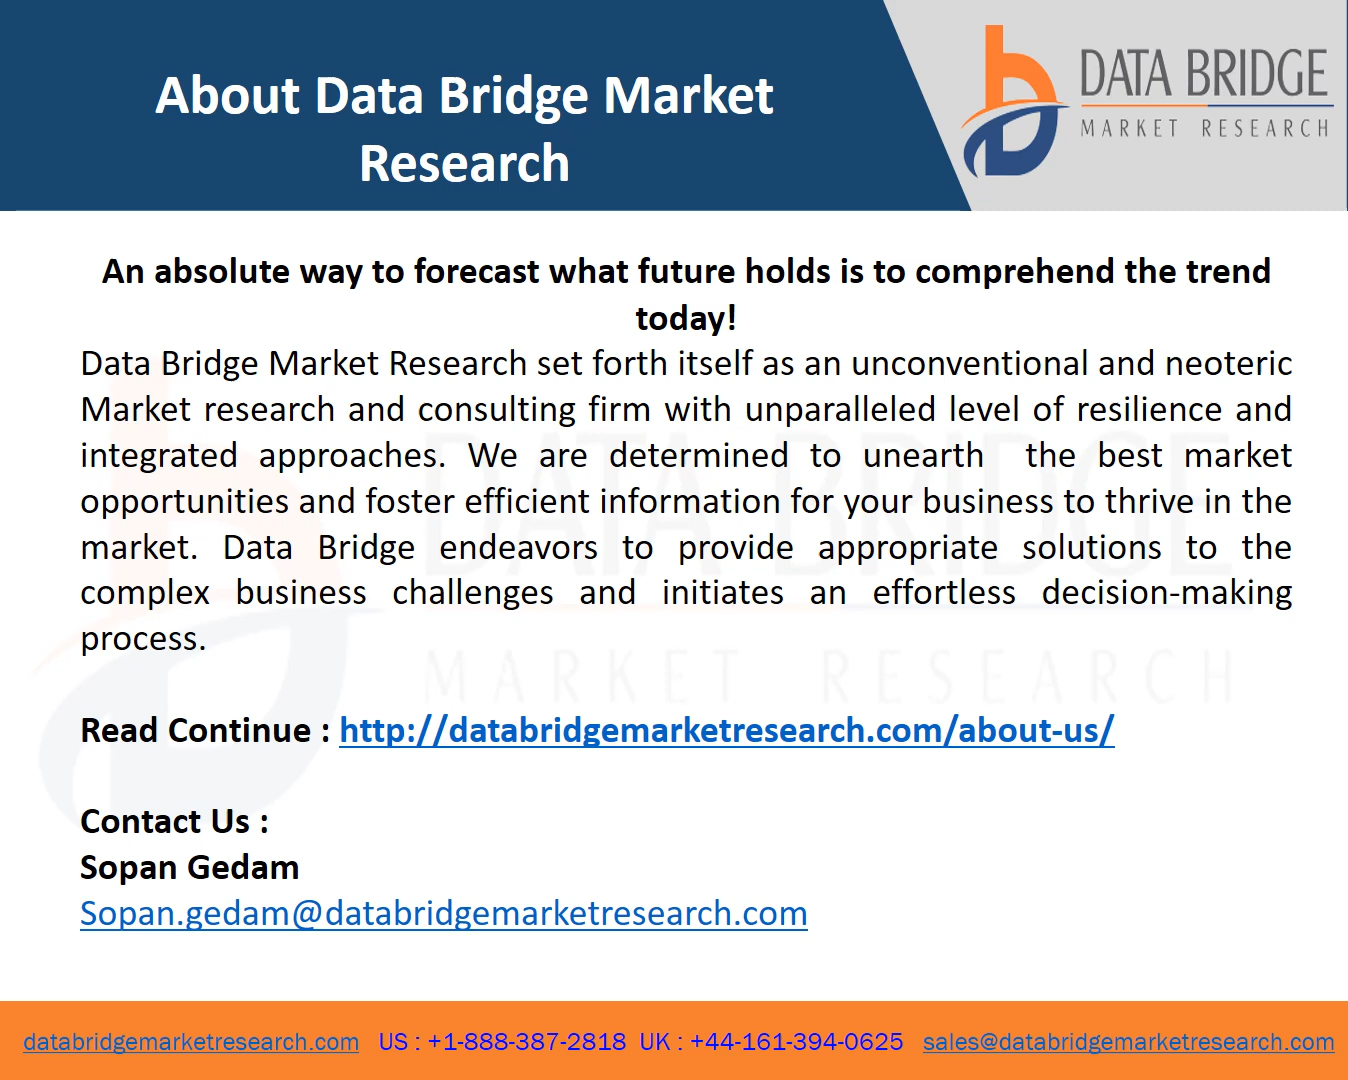 About Data Bridge Market
Research
DATA BRIDGE
MARKET RESEARCH
An absolute way to forecast what future holds is to comprehend the trend
today!
Data Bridge Market Research set forth itself as an unconventional and neoteric
Market research and consulting firm with unparalleled level of resilience and
integrated approaches. We are determined to unearth the best market
opportunities and foster efficient information for your business to thrive in the
market. Data Bridge endeavors to provide appropriate solutions to the
complex business challenges and initiates an effortless decision-making
process.
DATA BRIDGE
MARKET RESEARCH
Read Continue : http://databridgemarketresearch.com/about-us/
Contact Us :
Sopan Gedam
Sopan.gedam@databridgemarketresearch.com
databridgemarketresearch.com US : +1-888-387-2818 UK : +44-161-394-0625 sales@databridgemarketresearch.com